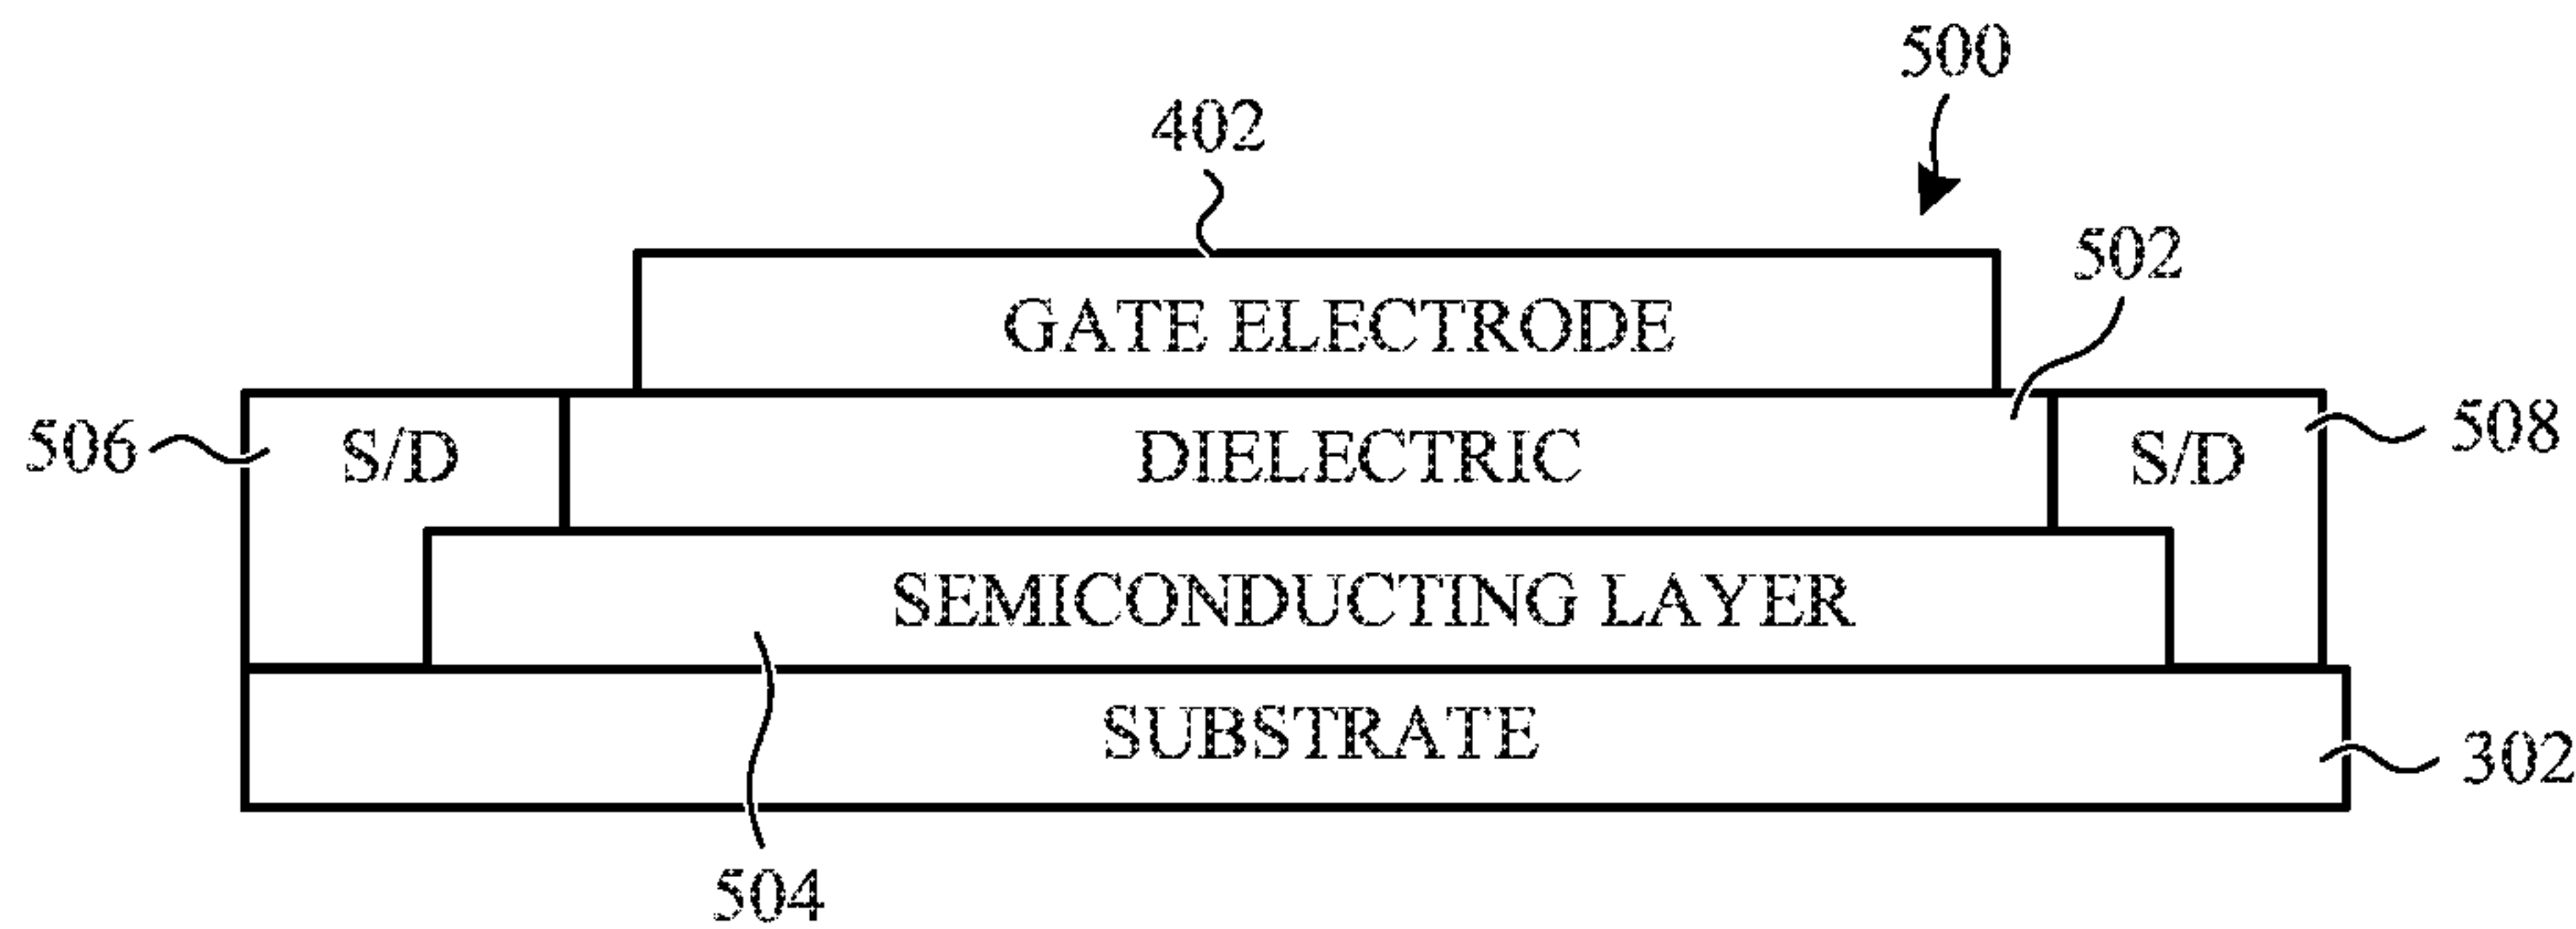 500
402
502
GATE ELECTRODE
506 S/D DIELECTRIC S/D 508
SEMICONDUCTING LAYER
SUBSTRATE
302
504